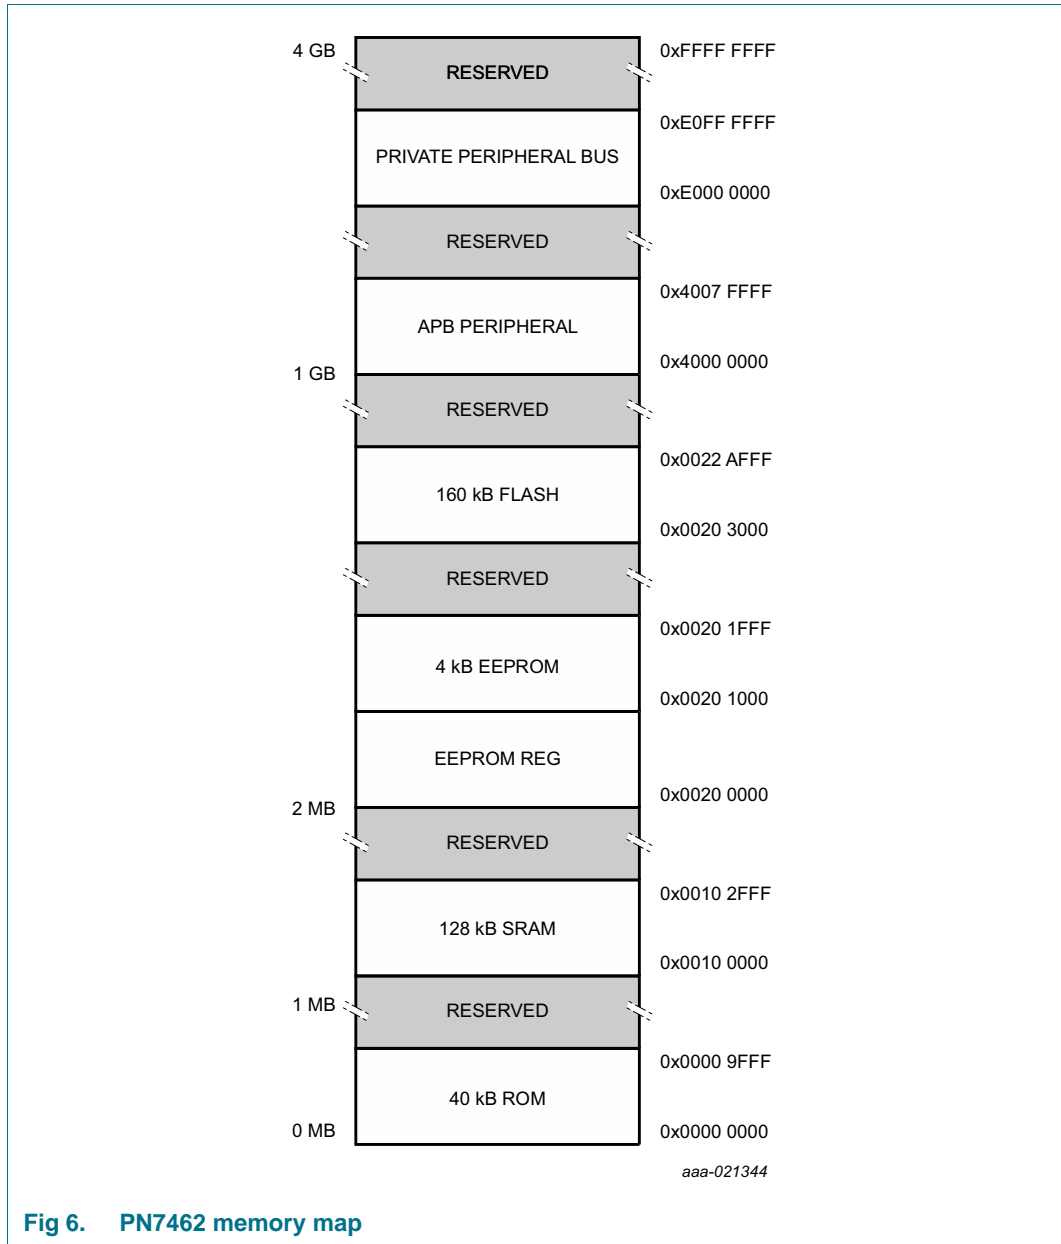 4 GB
RESERVED
0xFFFF FFFF
0xE0FF FFFF
PRIVATE PERIPHERAL BUS
0xE000 0000
RESERVED
0x4007 FFFF
APB PERIPHERAL
0x4000 0000
1 GB
RESERVED
0x0022 AFFF
160 kB FLASH
0x0020 3000
RESERVED
0x0020 1FFF
4 kB EEPROM
0x0020 1000
EEPROM REG
0x0020 0000
2 MB
RESERVED
0x0010 2FFF
128 kB SRAM
0x0010 0000
1 MB
RESERVED
0x0000 9FFF
40 kB ROM
0 MB
0x0000 0000
aaa-021344
Fig 6. PN7462 memory map